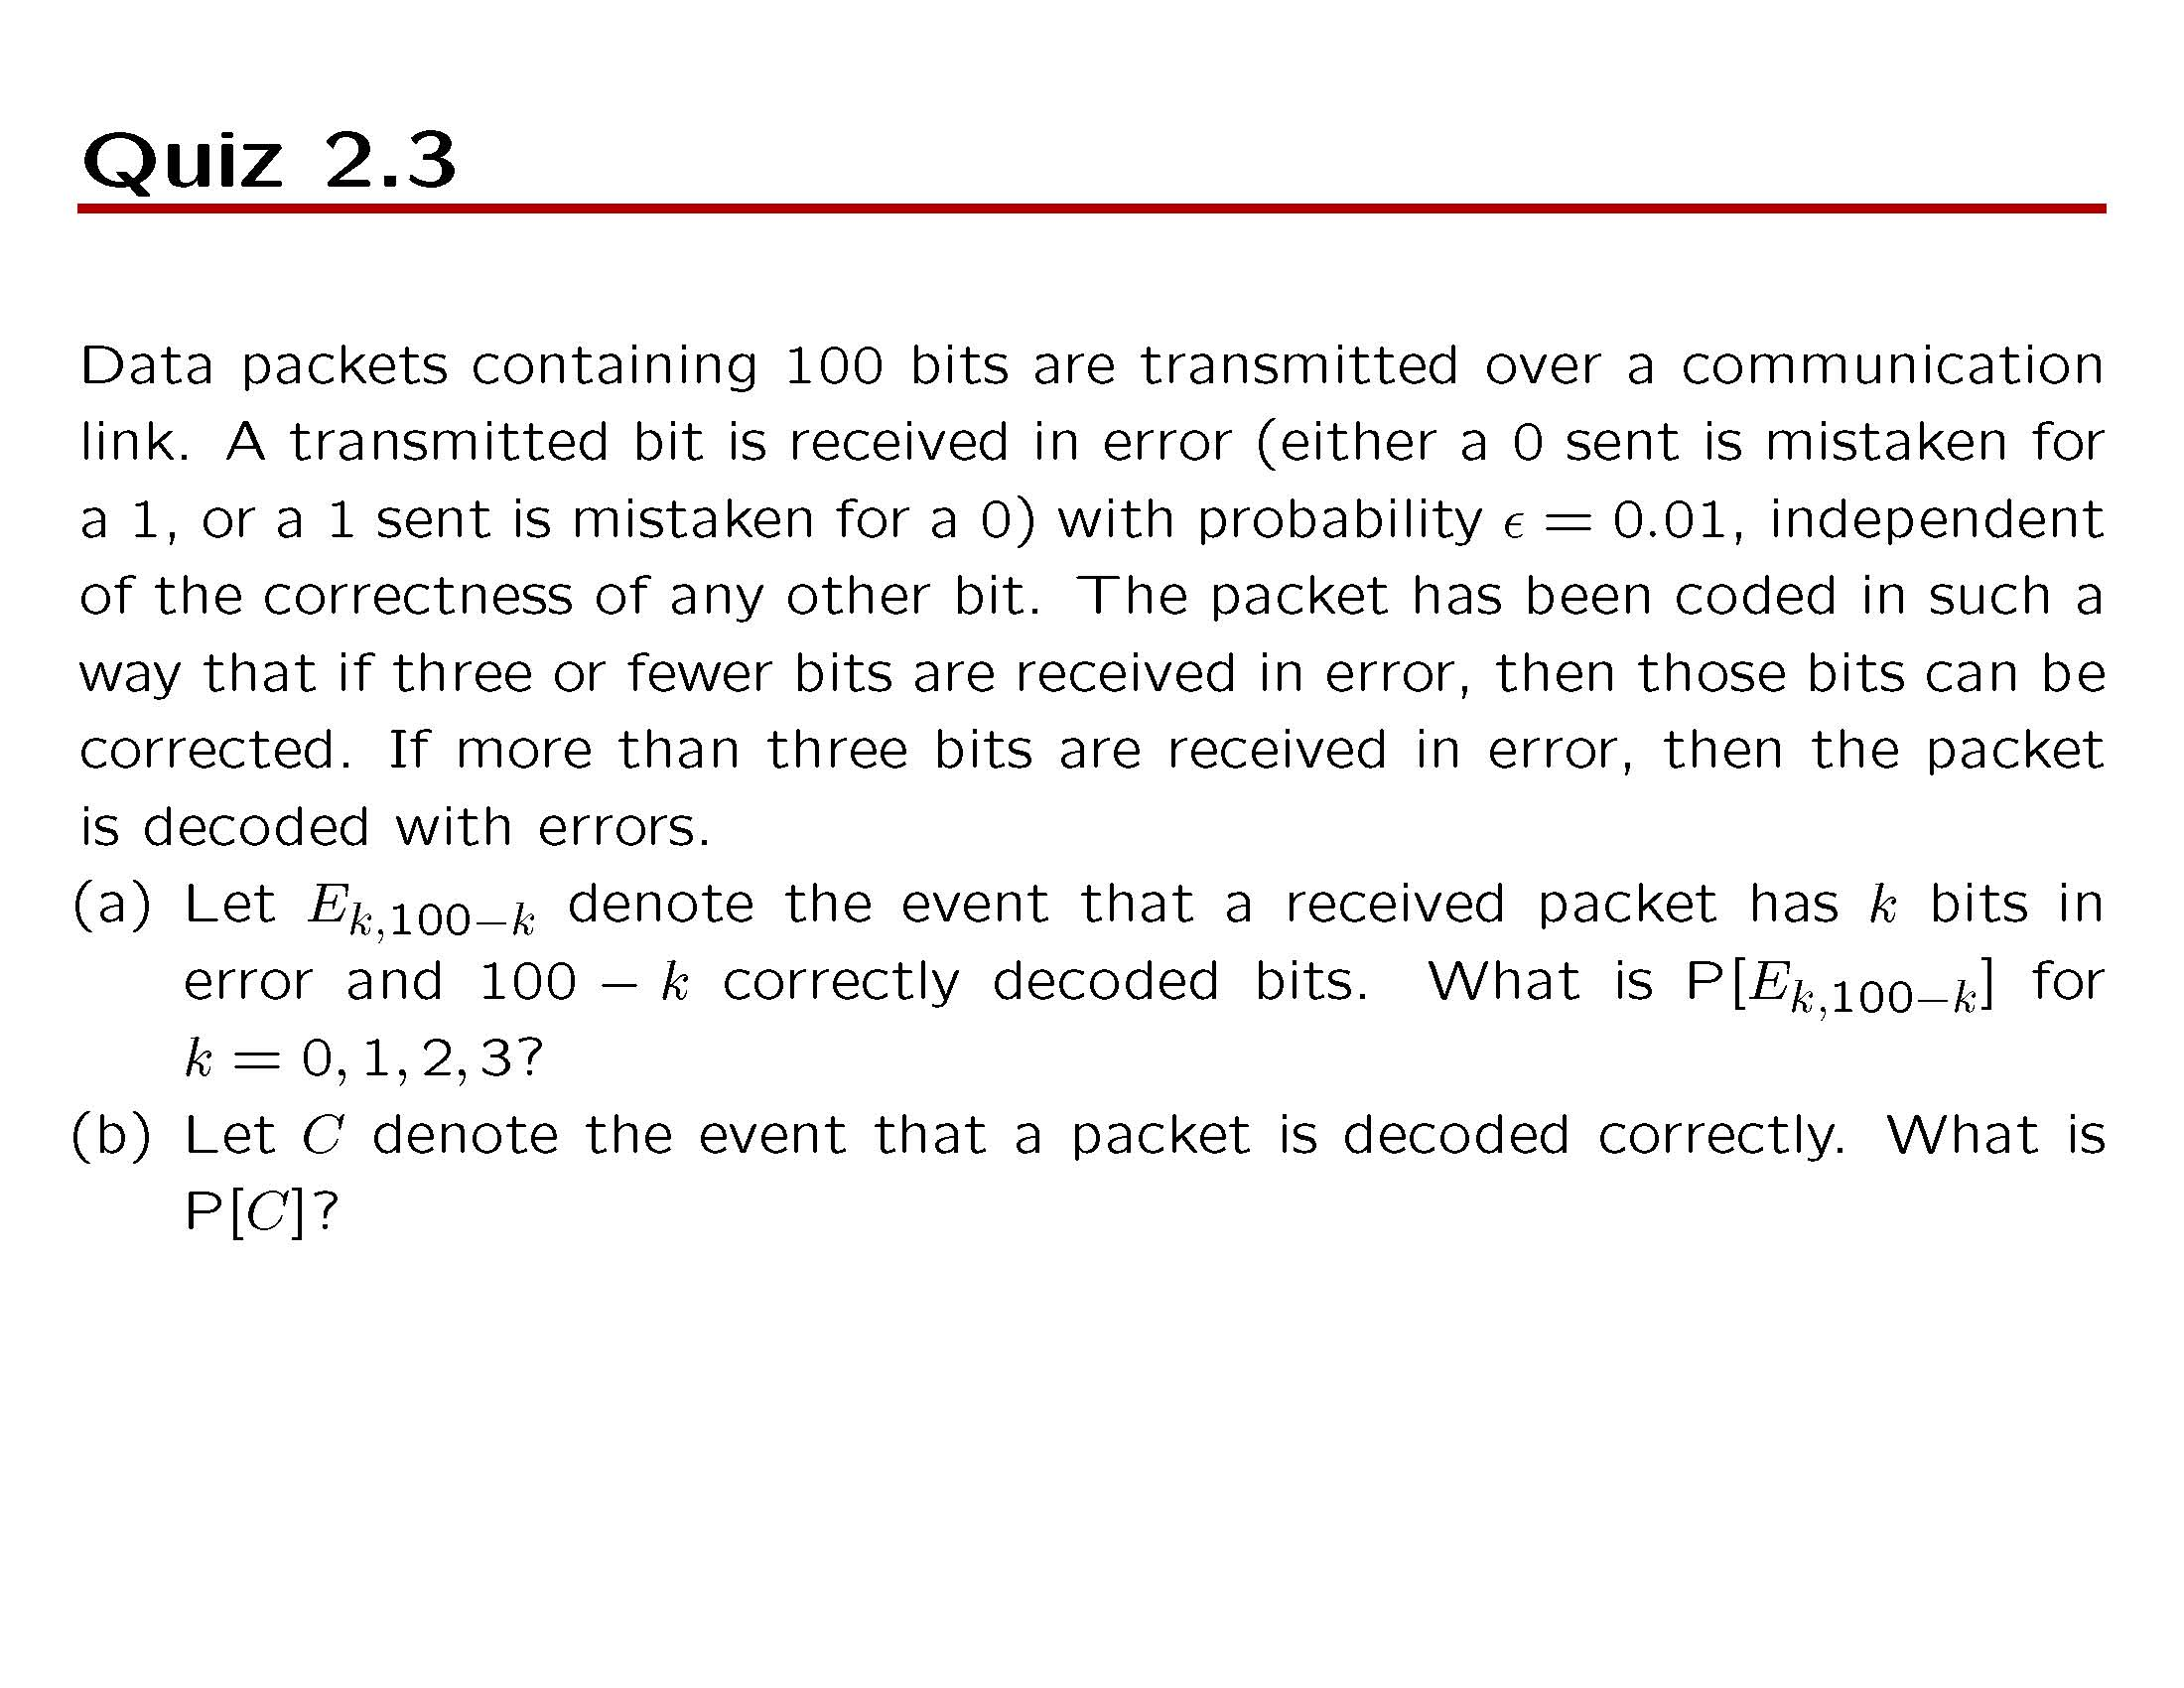 Quiz 2.3
Data packets containing 100 bits are transmitted over a communication
link. A transmitted bit is received in error (either a 0 sent is mistaken for
a 1, or a 1 sent is mistaken for a 0) with probability ϵ = 0.01, independent
of the correctness of any other bit. The packet has been coded in such a
way that if three or fewer bits are received in error, then those bits can be
corrected. If more than three bits are received in error, then the packet
is decoded with errors.
(a) Let E_{k,100−k} denote the event that a received packet has k bits in
error and 100 − k correctly decoded bits. What is P[E_{k,100−k}] for
k = 0, 1, 2, 3?
(b) Let C denote the event that a packet is decoded correctly. What is
P[C]?